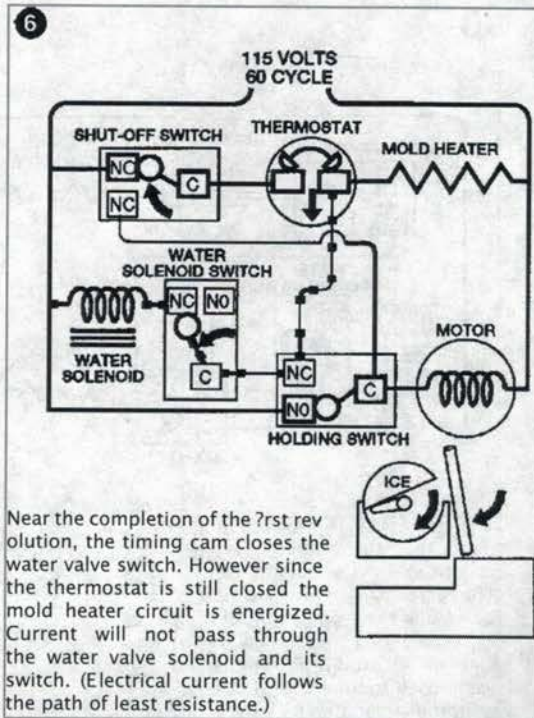 6
115 VOLTS
60 CYCLE
SHUT-OFF SWITCH
THERMOSTAT
MOLD HEATER
NC
C
NC
WATER
SOLENOID SWITCH
NC
NO
MOTOR
WATER
SOLENOID
C
NC
C
NO
HOLDING SWITCH
ICE
Near the completion of the ?rst rev
olution, the timing cam closes the
water valve switch. However since
the thermostat is still closed the
mold heater circuit is energized.
Current will not pass through
the water valve solenoid and its
switch. (Electrical current follows
the path of least resistance.)